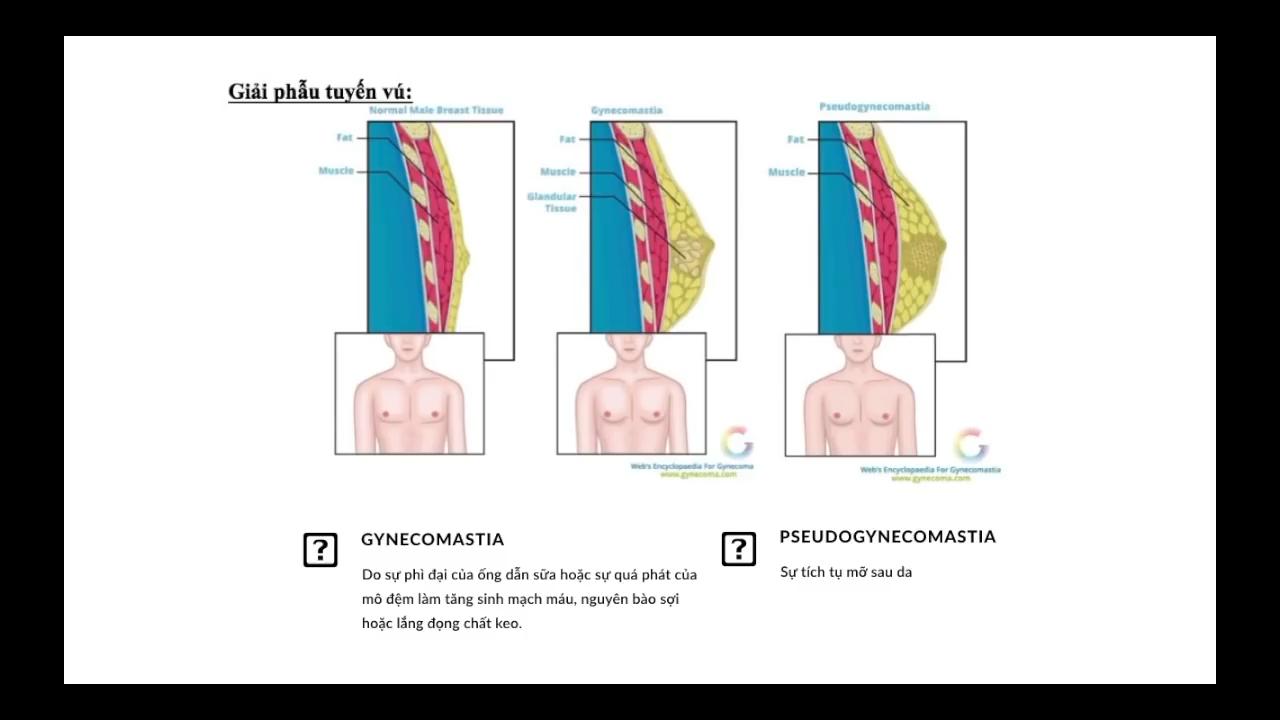 Giải phẫu tuyến vú:
Normal Male Breast Tissue
Fat
Muscle
Gynecomastia
Fat
Muscle
Glandular
Tissue
Pseudogynecomastia
Fat
Muscle
Web's Encyclopaedia For Gynecoma
www.gynecoma.com
Web's Encyclopaedia For Gynecomastia
www.gynecoma.com
GYNECOMASTIA
Do sự phì đại của ống dẫn sữa hoặc sự quá phát của
mô đệm làm tăng sinh mạch máu, nguyên bào sợi
hoặc lắng đọng chất keo.
PSEUDOGYNECOMASTIA
Sự tích tụ mỡ sau da